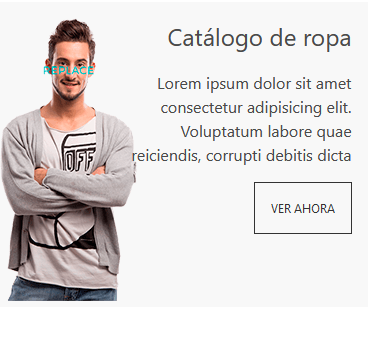 Catálogo de ropa
REPLACE
Lorem ipsum dolor sit amet
consectetur adipisicing elit.
Voluptatum labore quae
reiciendis, corrupti debitis dicta
OFF
VER AHORA